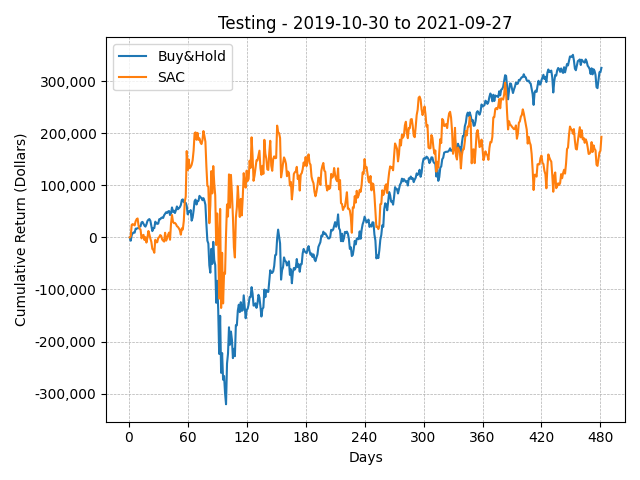 Testing - 2019-10-30 to 2021-09-27
Buy&Hold
SAC
Cumulative Return (Dollars)
300,000
200,000
100,000
0
-100,000
-200,000
-300,000
0 60 120 180 240 300 360 420 480
Days